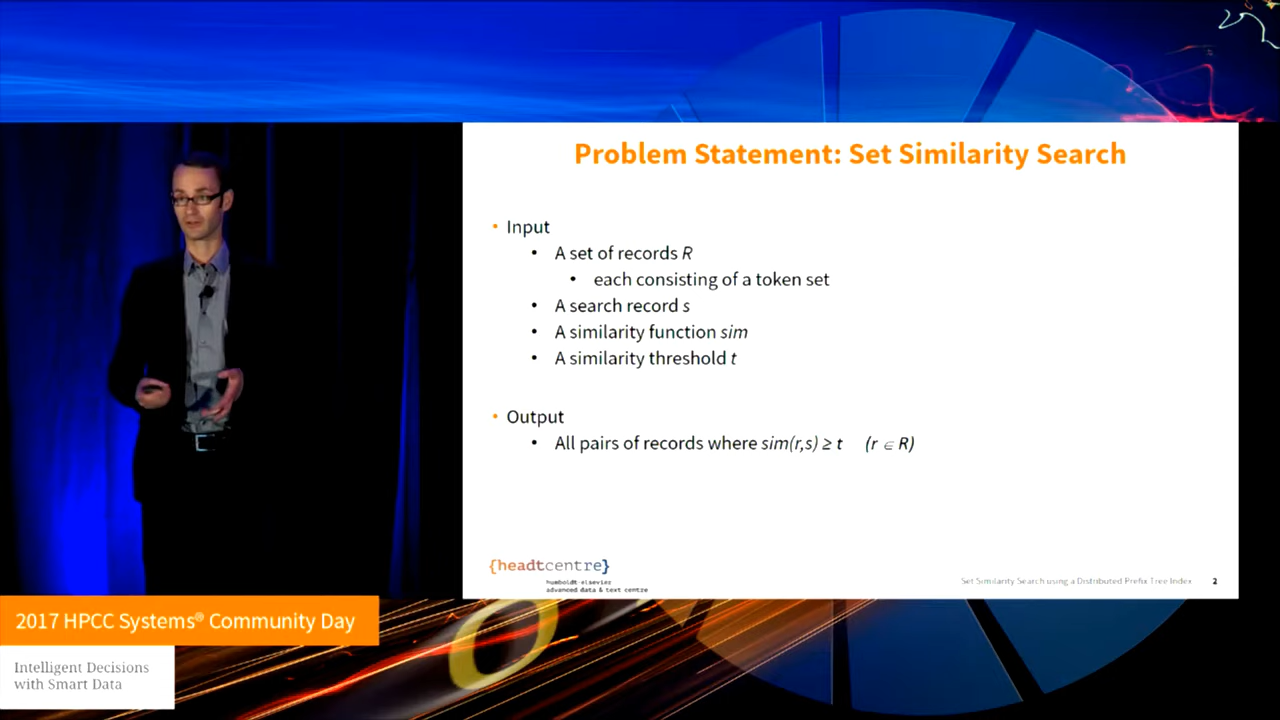 Problem Statement: Set Similarity Search
• Input
• A set of records R
• each consisting of a token set
• A search record s
• A similarity function sim
• A similarity threshold t
• Output
• All pairs of records where sim(r,s) ≥ t (r ∈ R)
{headtcentre}
humboldt-elsevier
advanced data & text centre
Set Similarity Search using a Distributed Prefix Tree Index 2
2017 HPCC Systems® Community Day
Intelligent Decisions
with Smart Data